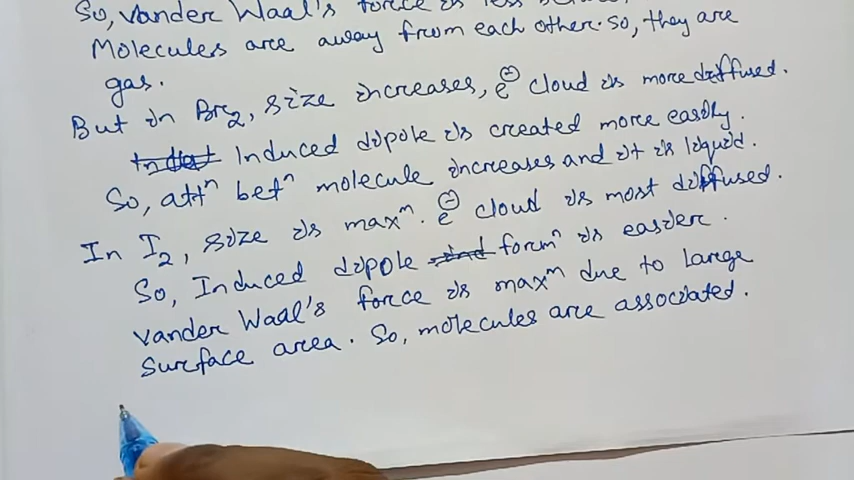 So, vander Waal's force is less
Molecules are away from each other. So, they are
gas.
But in Br2, size increases, e⊖ cloud is more diffused.
Induced dipole is created more easily.
So, attⁿ betⁿ molecule increases and it is liquid.
In I2, size is maxᵐ. e⊖ cloud is most diffused.
So, Induced dipole formⁿ is easier.
vander Waal's force is maxᵐ due to large
surface area. So, molecules are associated.